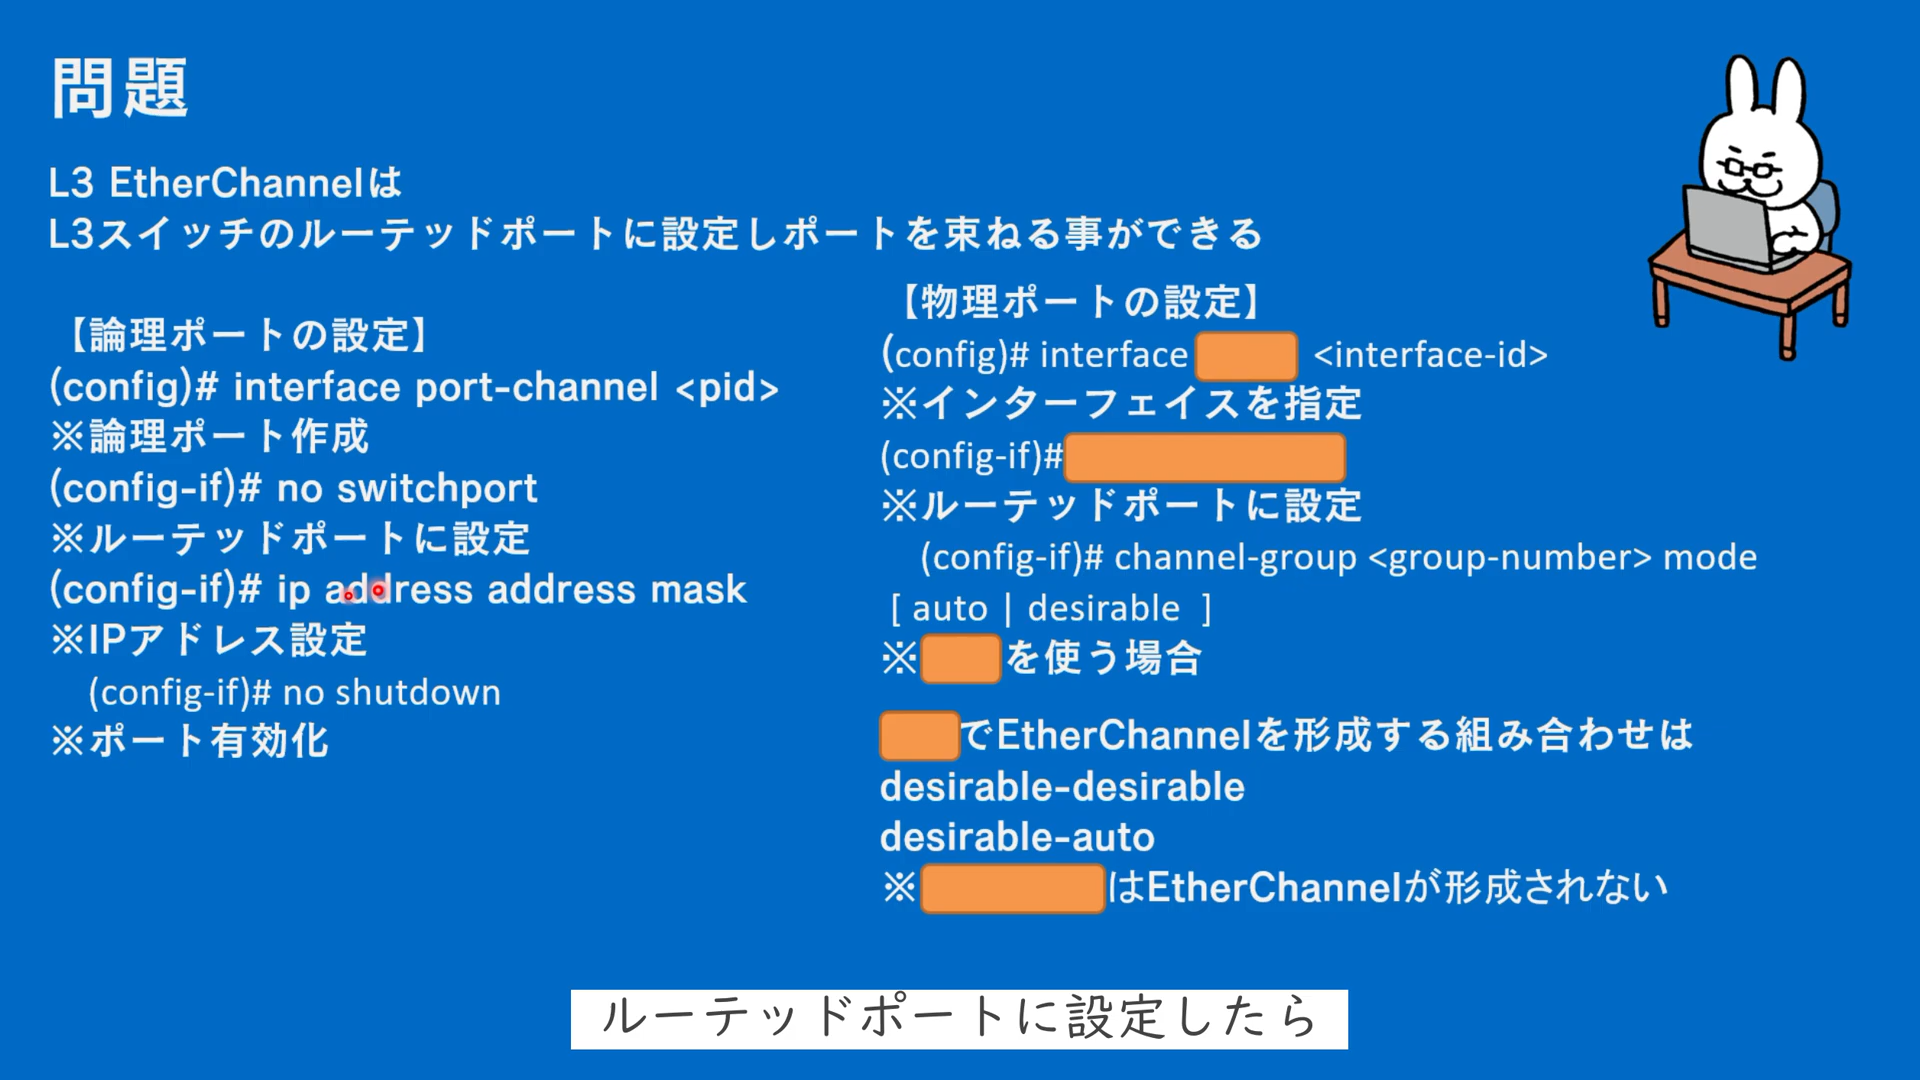 問題
L3 EtherChannelは
L3スイッチのルーテッドポートに設定しポートを束ねる事ができる
【論理ポートの設定】
(config)# interface port-channel <pid>
※論理ポート作成
(config-if)# no switchport
※ルーテッドポートに設定
(config-if)# ip address address mask
※IPアドレス設定
(config-if)# no shutdown
※ポート有効化
【物理ポートの設定】
(config)# interface <interface-id>
※インターフェイスを指定
(config-if)#
※ルーテッドポートに設定
(config-if)# channel-group <group-number> mode
[ auto | desirable ]
※を使う場合
でEtherChannelを形成する組み合わせは
desirable-desirable
desirable-auto
※はEtherChannelが形成されない
ルーテッドポートに設定したら